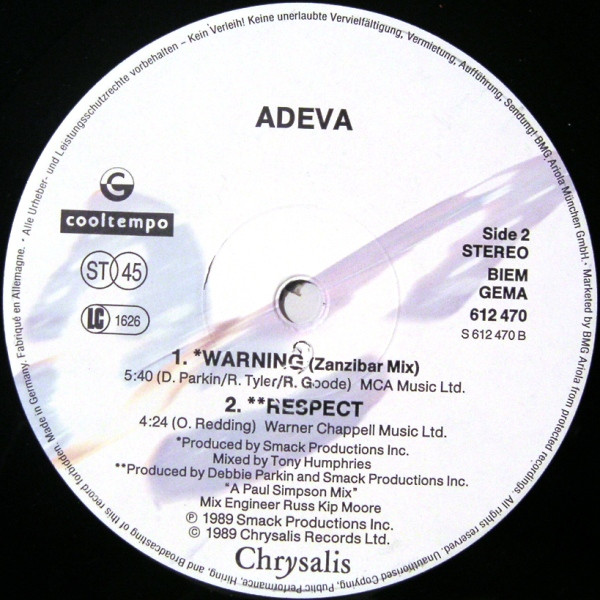 • Alle Urheber- und Leistungsschutzrechte vorbehalten – Kein Verleih! Keine unerlaubte Vervielfältigung, Vermietung, Aufführung, Sendung! BMG Ariola München GmbH. • Marketed by BMG Ariola from protected recordings. All rights reserved. Unauthorised Copying, Public Performance, Hiring, and Broadcasting of this record forbidden. Made in Germany. Fabriqué en Allemagne.
ADEVA
C
cooltempo
ST 45
LC 1626
Side 2
STEREO
BIEM
GEMA
612 470
S 612 470 B
1. *WARNING (Zanzibar Mix)
5:40 (D. Parkin/R. Tyler/R. Goode) MCA Music Ltd.
2. **RESPECT
4:24 (O. Redding) Warner Chappell Music Ltd.
*Produced by Smack Productions Inc.
Mixed by Tony Humphries
**Produced by Debbie Parkin and Smack Productions Inc.
"A Paul Simpson Mix"
Mix Engineer Russ Kip Moore
Ⓟ 1989 Smack Productions Inc.
© 1989 Chrysalis Records Ltd.
Chrysalis